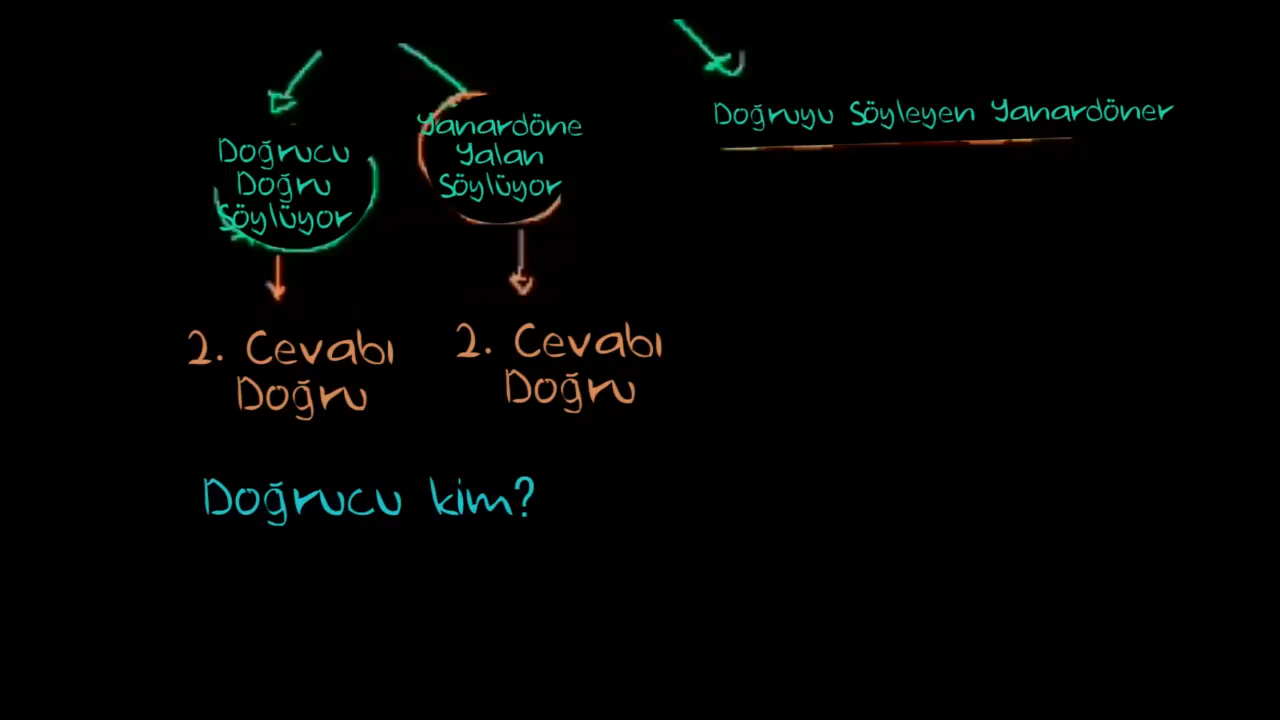 Doğrucu
Doğru
Söylüyor
Yanardöne
Yalan
Söylüyor
Doğruyu Söyleyen Yanardöner
2. Cevabı
Doğru
2. Cevabı
Doğru
Doğrucu kim?